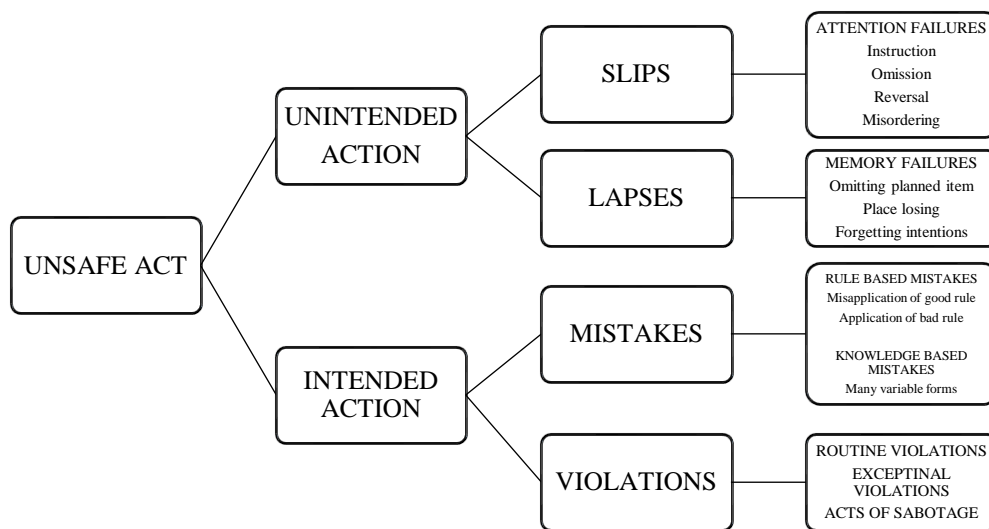 UNSAFE ACT
UNINTENDED
ACTION
INTENDED
ACTION
SLIPS
LAPSES
MISTAKES
VIOLATIONS
ATTENTION FAILURES
Instruction
Omission
Reversal
Misordering
MEMORY FAILURES
Omitting planned item
Place losing
Forgetting intentions
RULE BASED MISTAKES
Misapplication of good rule
Application of bad rule
KNOWLEDGE BASED
MISTAKES
Many variable forms
ROUTINE VIOLATIONS
EXCEPTINAL
VIOLATIONS
ACTS OF SABOTAGE